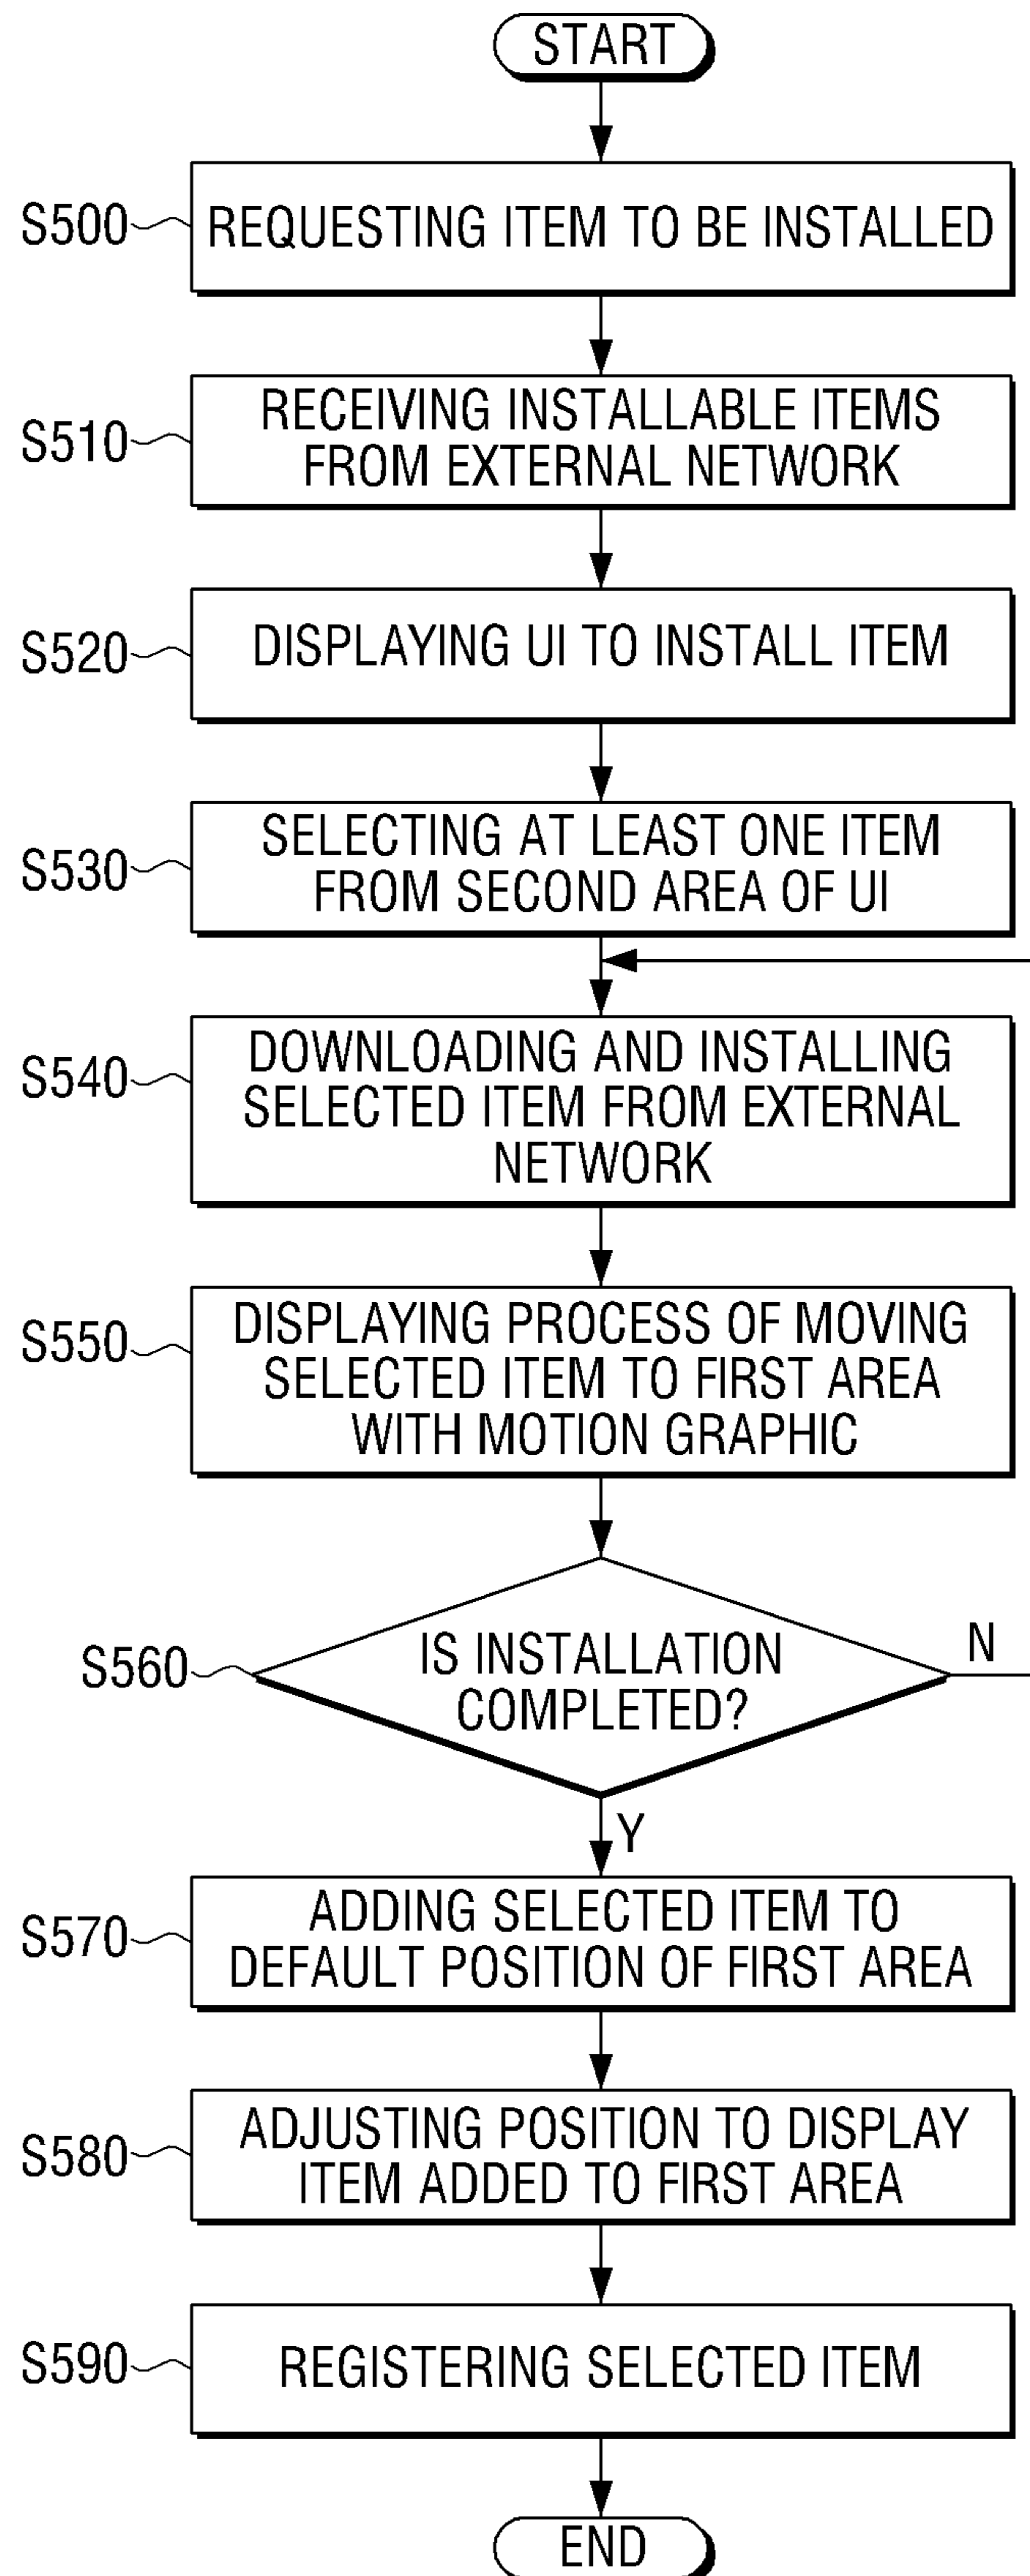 START
S500
REQUESTING ITEM TO BE INSTALLED
S510
RECEIVING INSTALLABLE ITEMS
FROM EXTERNAL NETWORK
S520
DISPLAYING UI TO INSTALL ITEM
S530
SELECTING AT LEAST ONE ITEM
FROM SECOND AREA OF UI
S540
DOWNLOADING AND INSTALLING
SELECTED ITEM FROM EXTERNAL
NETWORK
S550
DISPLAYING PROCESS OF MOVING
SELECTED ITEM TO FIRST AREA
WITH MOTION GRAPHIC
S560
IS INSTALLATION
COMPLETED?
N
Y
S570
ADDING SELECTED ITEM TO
DEFAULT POSITION OF FIRST AREA
S580
ADJUSTING POSITION TO DISPLAY
ITEM ADDED TO FIRST AREA
S590
REGISTERING SELECTED ITEM
END